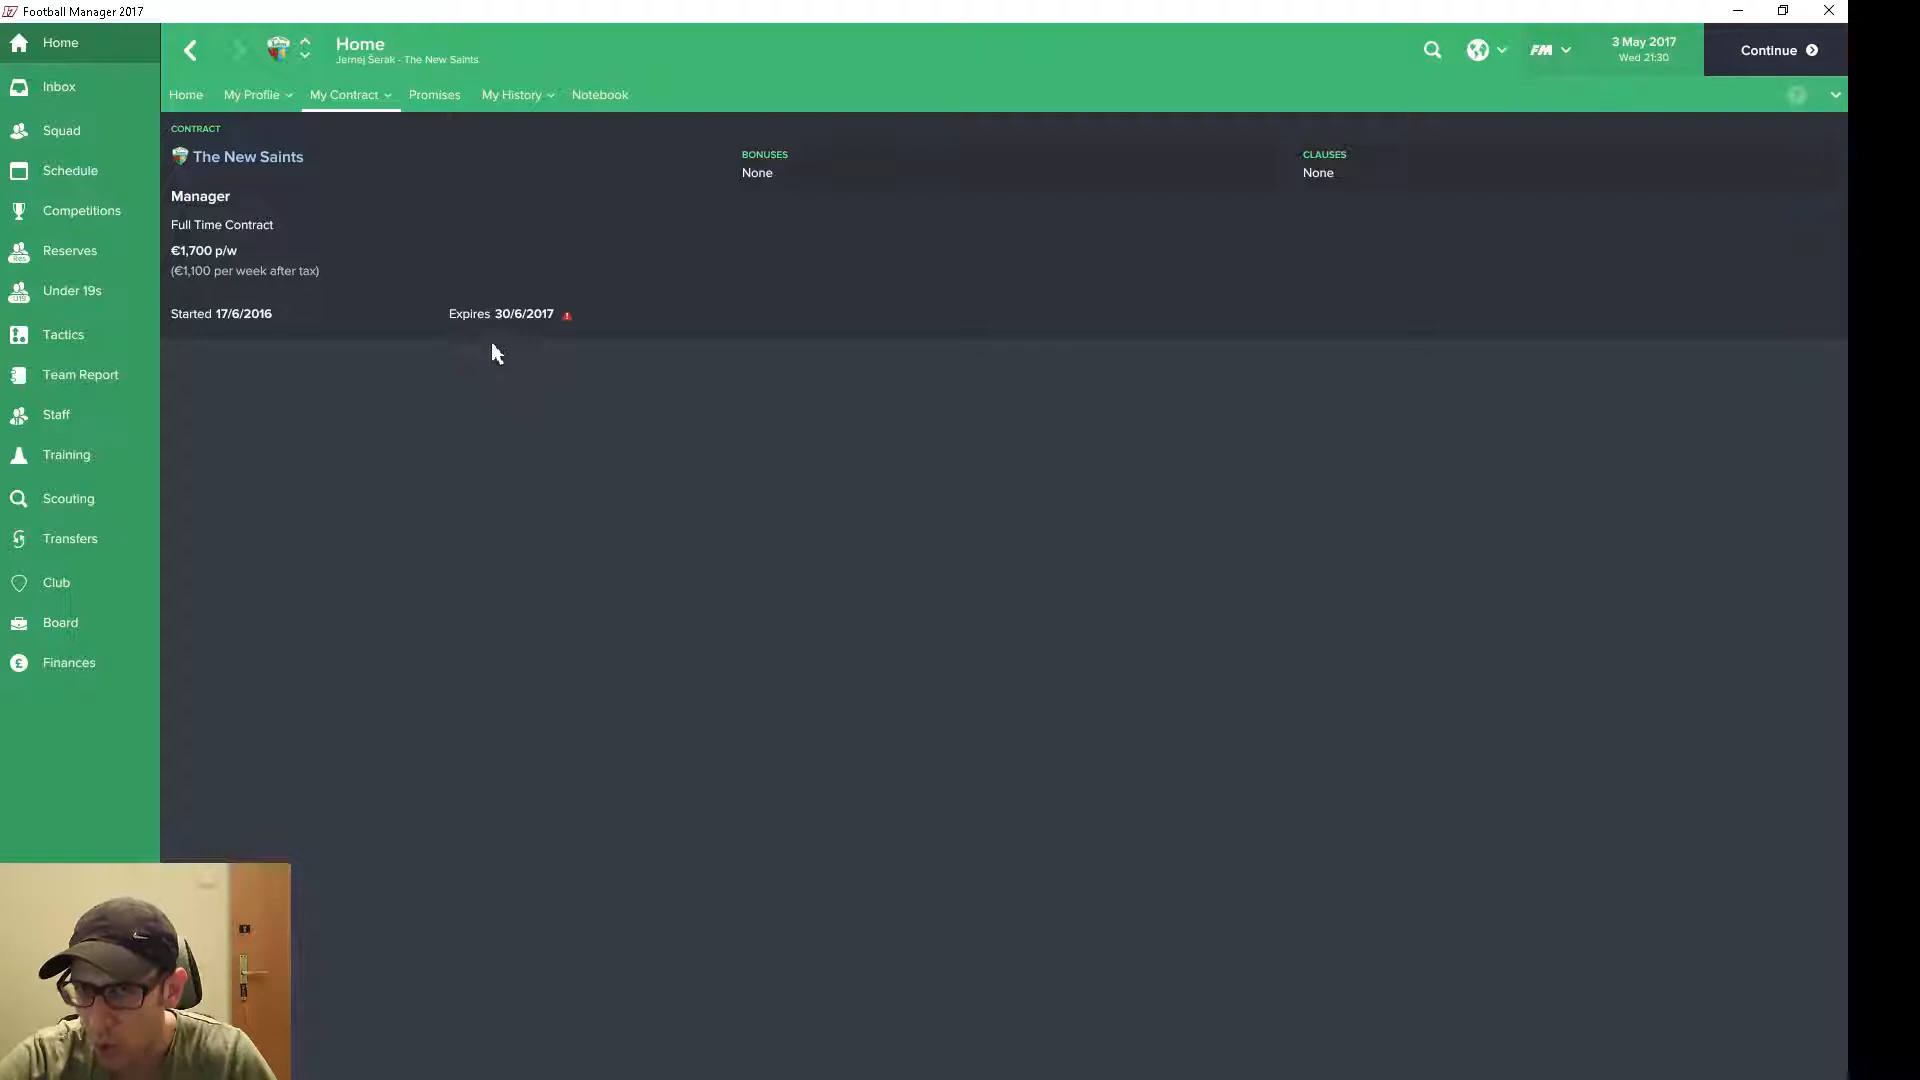 Football Manager 2017
Home
Jernej Šerak - The New Saints
FM
3 May 2017
Wed 21:30
Continue
Home
My Profile
My Contract
Promises
My History
Notebook
Home
Inbox
Squad
Schedule
Competitions
Reserves
Under 19s
Tactics
Team Report
Staff
Training
Scouting
Transfers
Club
Board
Finances
CONTRACT
The New Saints
Manager
Full Time Contract
€1,700 p/w
(€1,100 per week after tax)
Started 17/6/2016
Expires 30/6/2017
BONUSES
None
CLAUSES
None